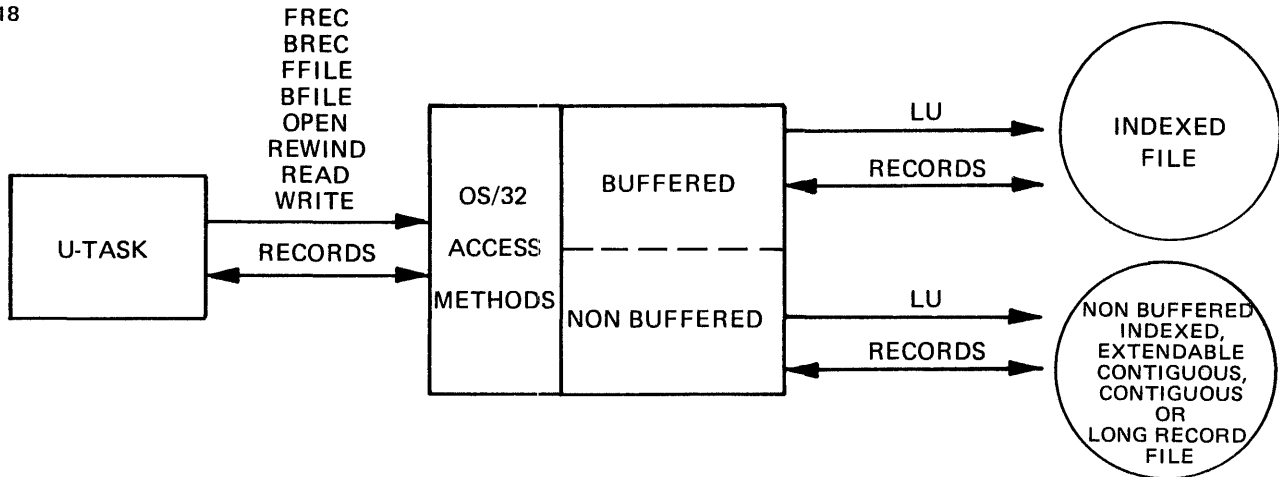 18
FREC
BREC
FFILE
BFILE
OPEN
REWIND
READ
WRITE
U-TASK
RECORDS
OS/32
ACCESS
METHODS
BUFFERED
NON BUFFERED
LU
RECORDS
INDEXED
FILE
LU
RECORDS
NON BUFFERED
INDEXED,
EXTENDABLE
CONTIGUOUS,
CONTIGUOUS
OR
LONG RECORD
FILE